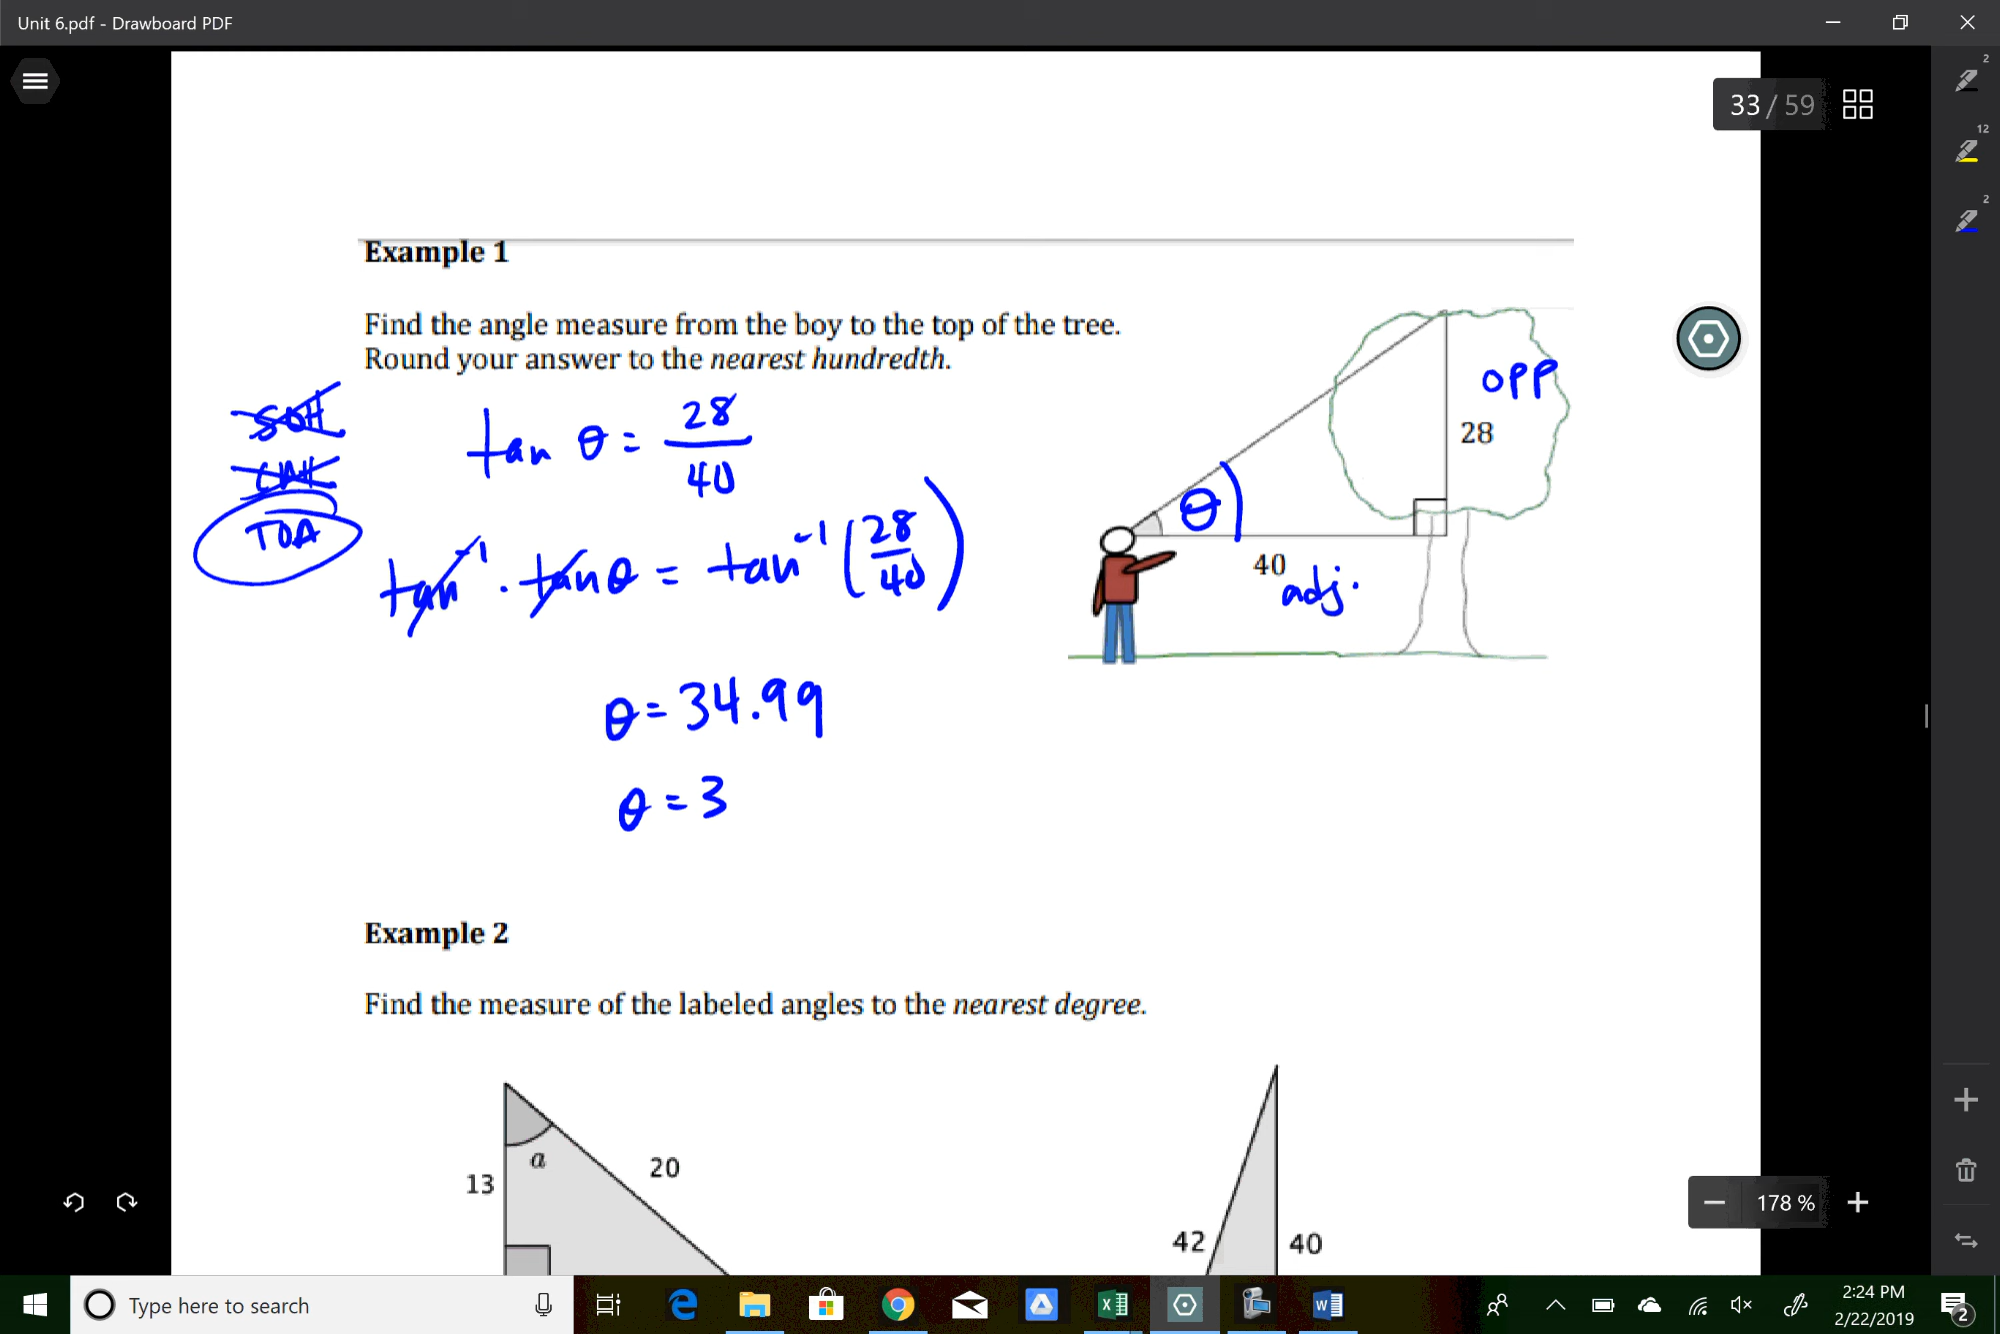 Unit 6.pdf - Drawboard PDF
33 / 59
2
12
2
Example 1
Find the angle measure from the boy to the top of the tree.
Round your answer to the nearest hundredth.
SOH
CAH
TOA
tan θ = 28/40
tan⁻¹ · tan θ = tan⁻¹ (28/40)
θ = 34.99
θ = 3
opp
28
θ
40
adj.
Example 2
Find the measure of the labeled angles to the nearest degree.
a
13
20
42
40
178 %
Type here to search
2:24 PM
2/22/2019
2